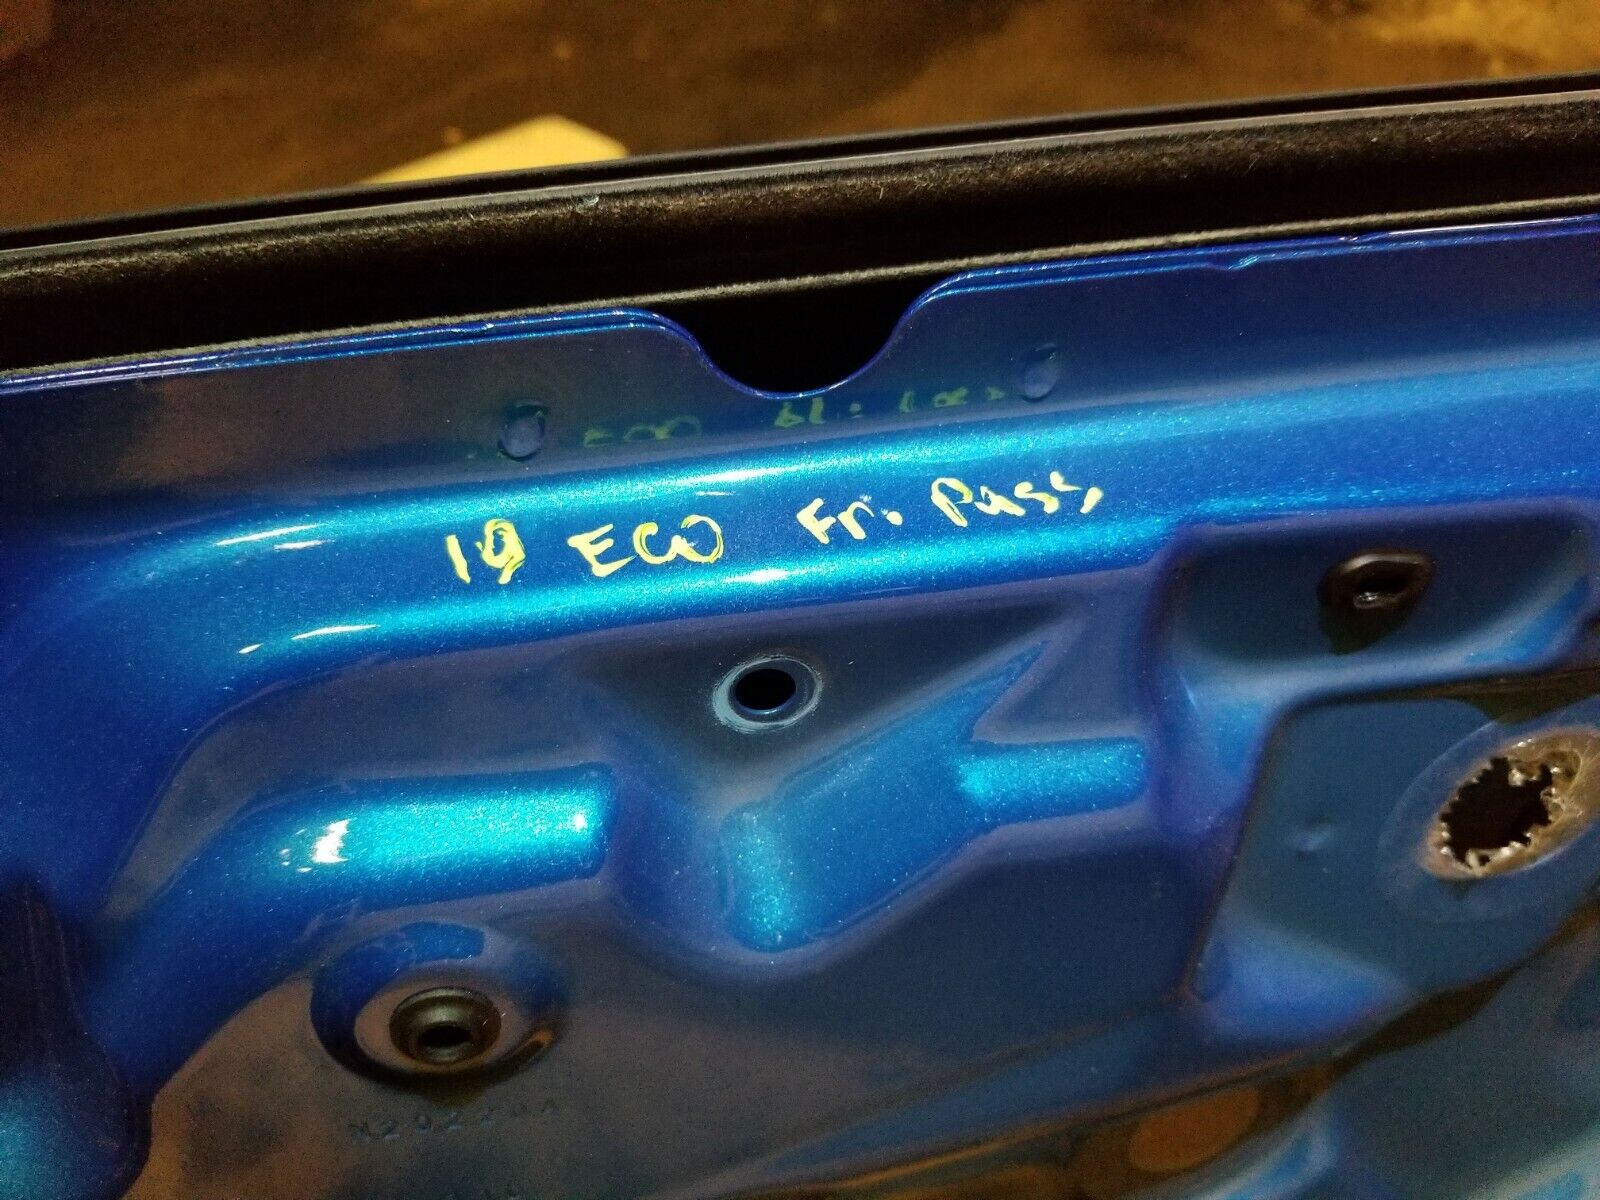 19 ECO Fr. Pass,